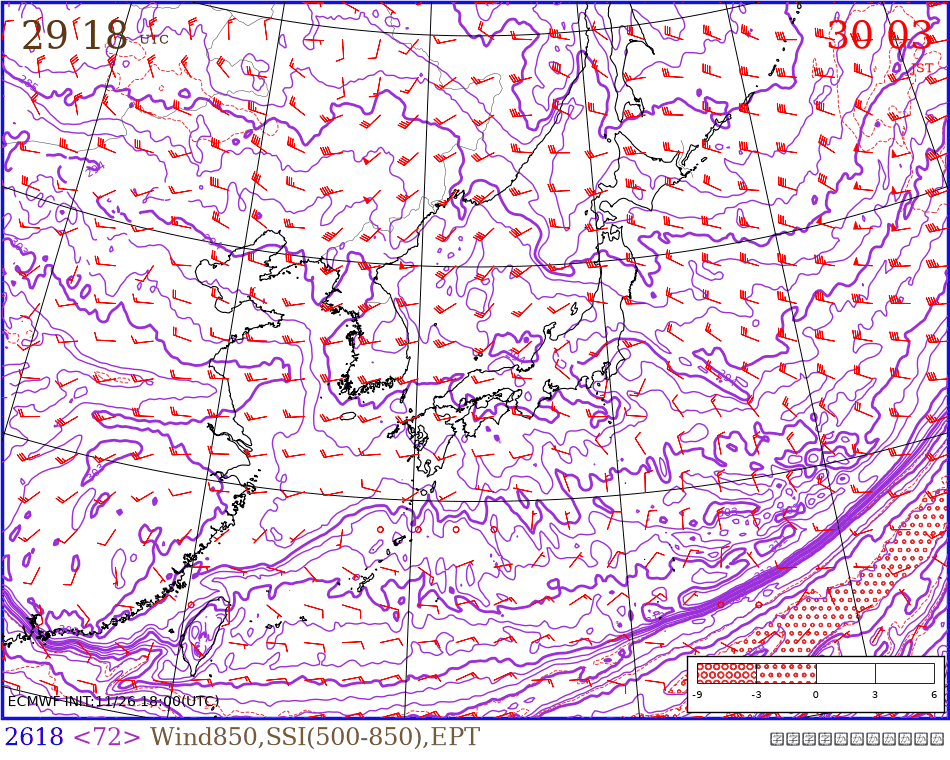 29 18 UTC
30 03
JST
ECMWF INIT:11/26 18:00(UTC)
-9 -3 0 3 6
2618 <72> Wind850,SSI(500-850),EPT